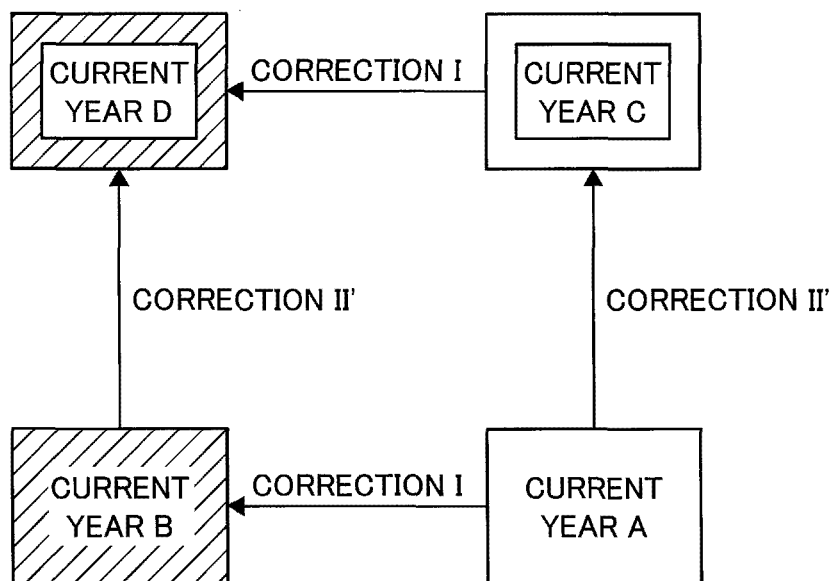 CURRENT
YEAR D
CORRECTION I
CURRENT
YEAR C
CORRECTION II'
CORRECTION II'
CURRENT
YEAR B
CORRECTION I
CURRENT
YEAR A